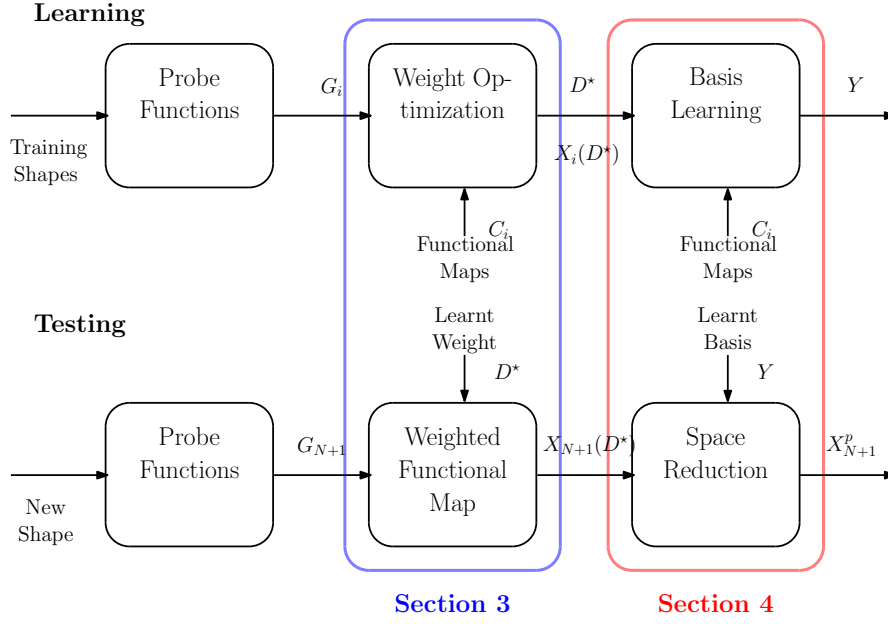 Learning
Probe
Functions
Weight Op-
timization
Basis
Learning
G_i
D⋆
Y
Training
Shapes
X_i(D⋆)
C_i
Functional
Maps
C_i
Functional
Maps
Testing
Learnt
Weight
D⋆
Learnt
Basis
Y
Probe
Functions
Weighted
Functional
Map
Space
Reduction
G_{N+1}
X_{N+1}(D⋆)
X^p_{N+1}
New
Shape
Section 3
Section 4